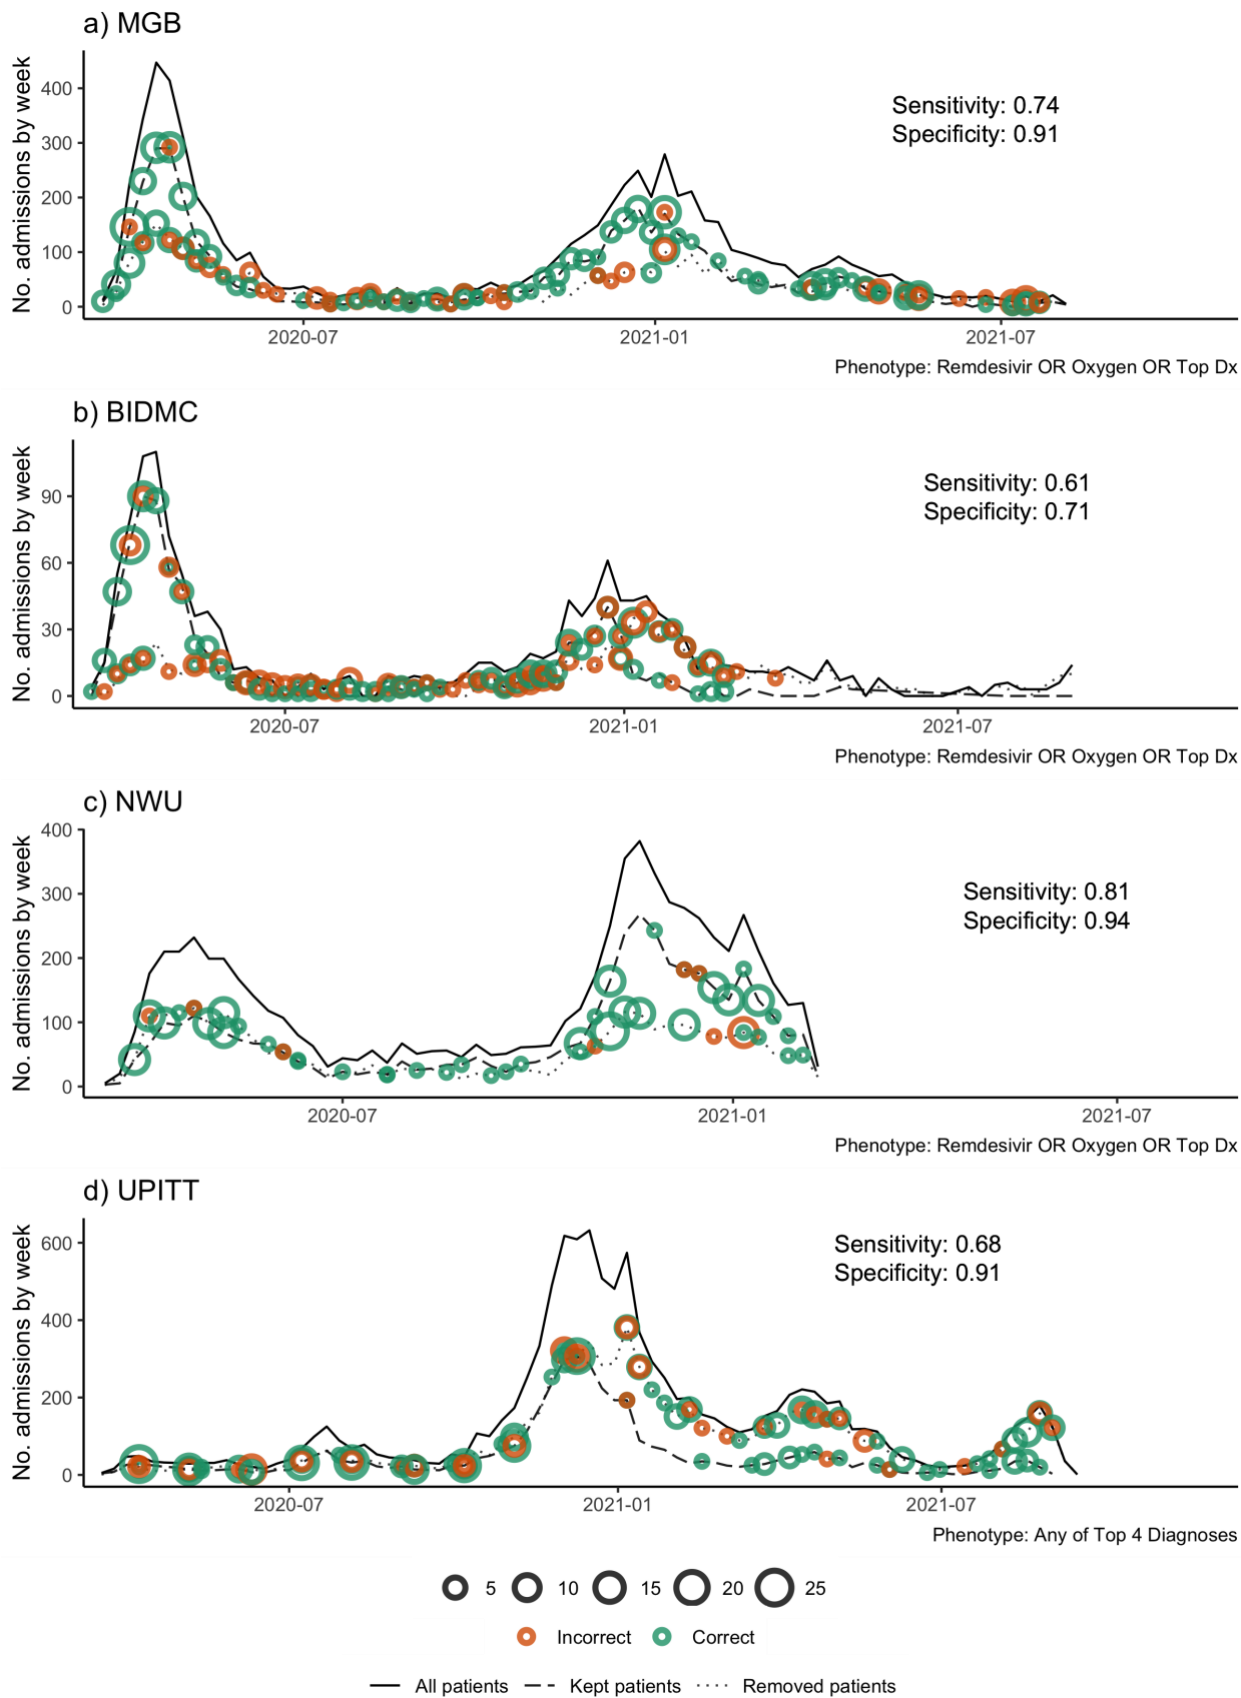 a) MGB
No. admissions by week
400
300
200
100
0
Sensitivity: 0.74
Specificity: 0.91
2020-07 2021-01 2021-07
Phenotype: Remdesivir OR Oxygen OR Top Dx
b) BIDMC
No. admissions by week
90
60
30
0
Sensitivity: 0.61
Specificity: 0.71
2020-07 2021-01 2021-07
Phenotype: Remdesivir OR Oxygen OR Top Dx
c) NWU
No. admissions by week
400
300
200
100
0
Sensitivity: 0.81
Specificity: 0.94
2020-07 2021-01 2021-07
Phenotype: Remdesivir OR Oxygen OR Top Dx
d) UPITT
No. admissions by week
600
400
200
0
Sensitivity: 0.68
Specificity: 0.91
2020-07 2021-01 2021-07
Phenotype: Any of Top 4 Diagnoses
5 10 15 20 25
Incorrect Correct
All patients Kept patients Removed patients